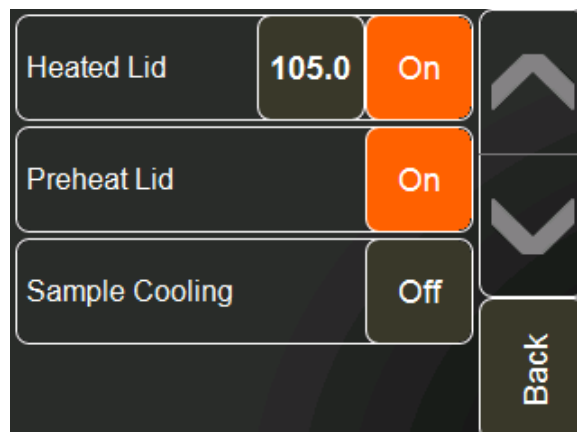 Heated Lid 105.0 On
Preheat Lid On
Sample Cooling Off
Back